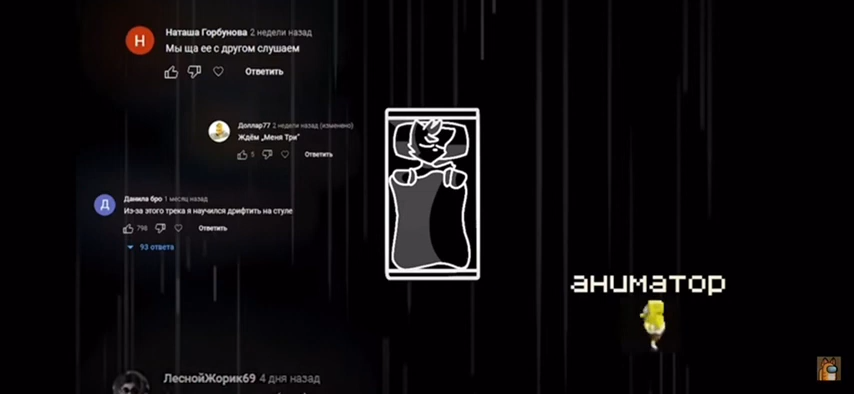 Наташа Горбунова 2 недели назад
Мы ща ее с другом слушаем
Ответить
Доллар77 2 недели назад (изменено)
Ждём „Меня Три"
1 Ответить
Данила бро 1 месяц назад
Из-за этого трека я научился дрифтить на стуле
798 Ответить
93 ответа
аниматор
ЛеснойЖорик69 4 дня назад